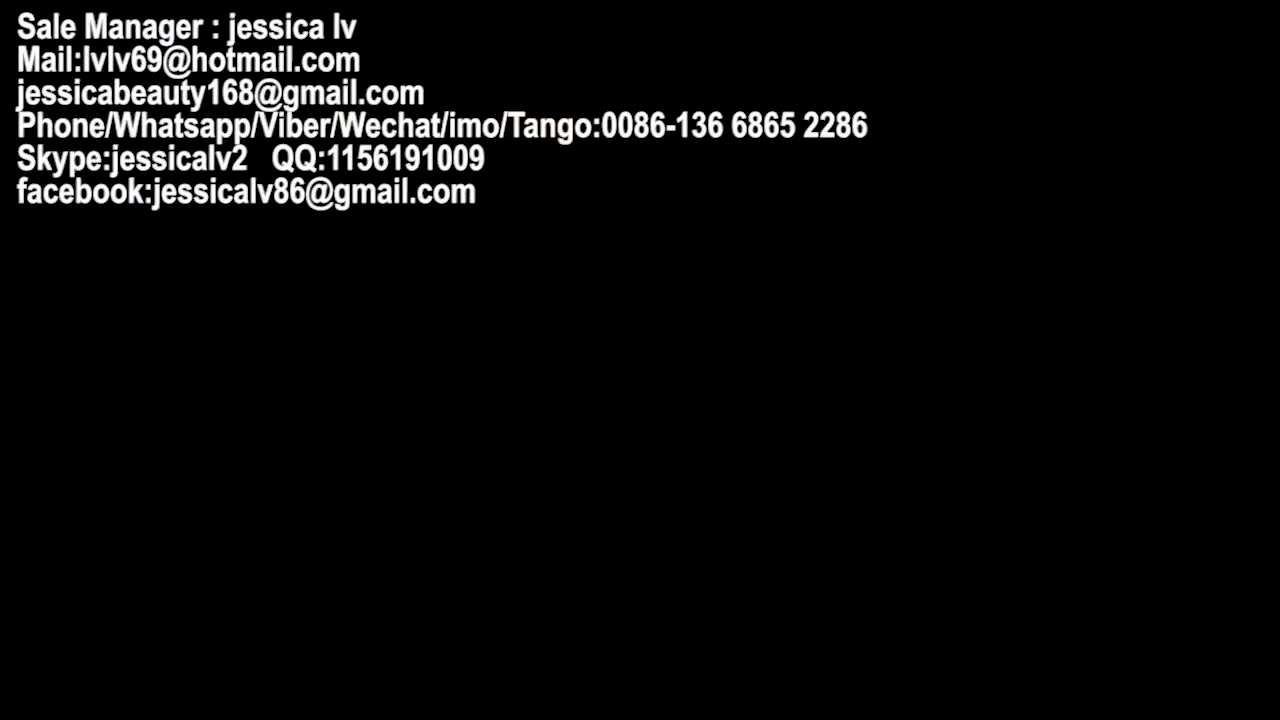 Sale Manager : jessica lv
Mail:lvlv69@hotmail.com
jessicabeauty168@gmail.com
Phone/Whatsapp/Viber/Wechat/imo/Tango:0086-136 6865 2286
Skype:jessicalv2   QQ:1156191009
facebook:jessicalv86@gmail.com